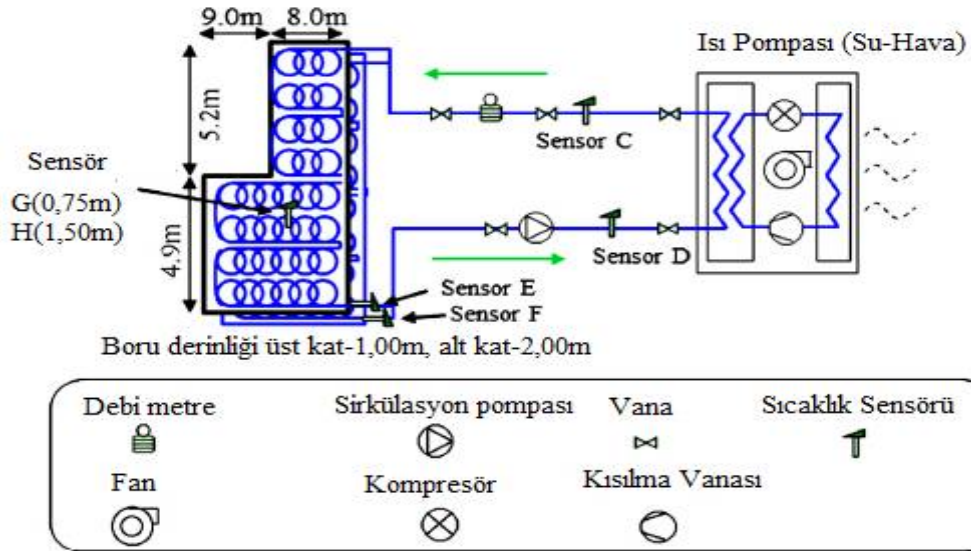 9.0m 8.0m
Isı Pompası (Su-Hava)
5.2m
Sensor C
Sensör
G(0,75m)
H(1,50m)
4.9m
Sensor D
Sensor E
Sensor F
Boru derinliği üst kat-1,00m, alt kat-2,00m
Debi metre Sirkülasyon pompası Vana Sıcaklık Sensörü
Fan Kompresör Kısılma Vanası